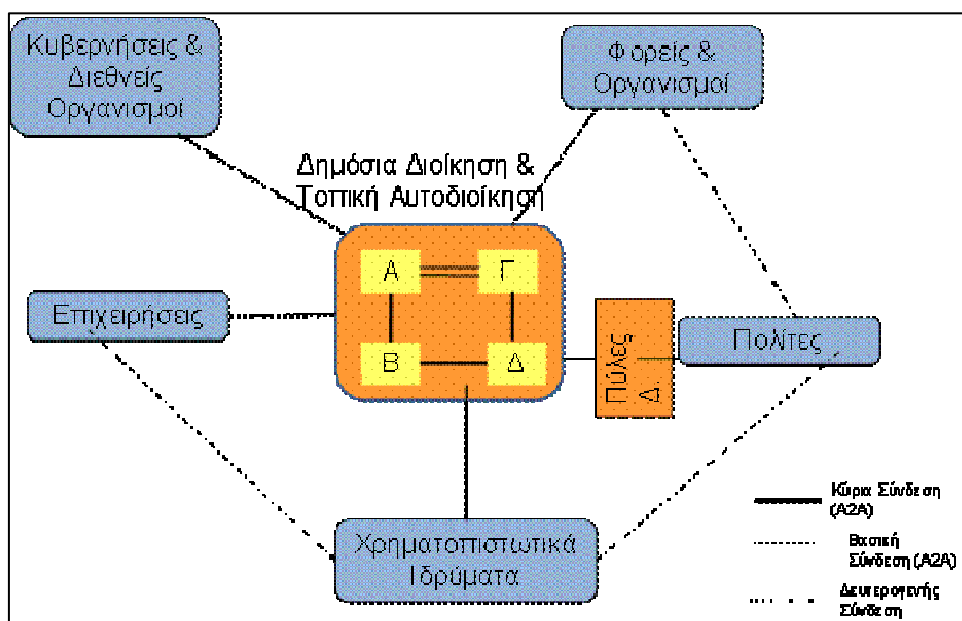 Κυβερνήσεις &
Διεθνείς
Οργανισμοί
Φορείς &
Οργανισμοί
Δημόσια Διοίκηση &
Τοπική Αυτοδιοίκηση
Α
Γ
Επιχειρήσεις
Β
Δ
Πύλες
Δ
Πολίτες
Χρηματοπιστωτικά
Ιδρύματα
Κύρια Σύνδεση
(Α2Α)
Βασική
Σύνδεση (Α2Α)
Δευτερογενής
Σύνδεση